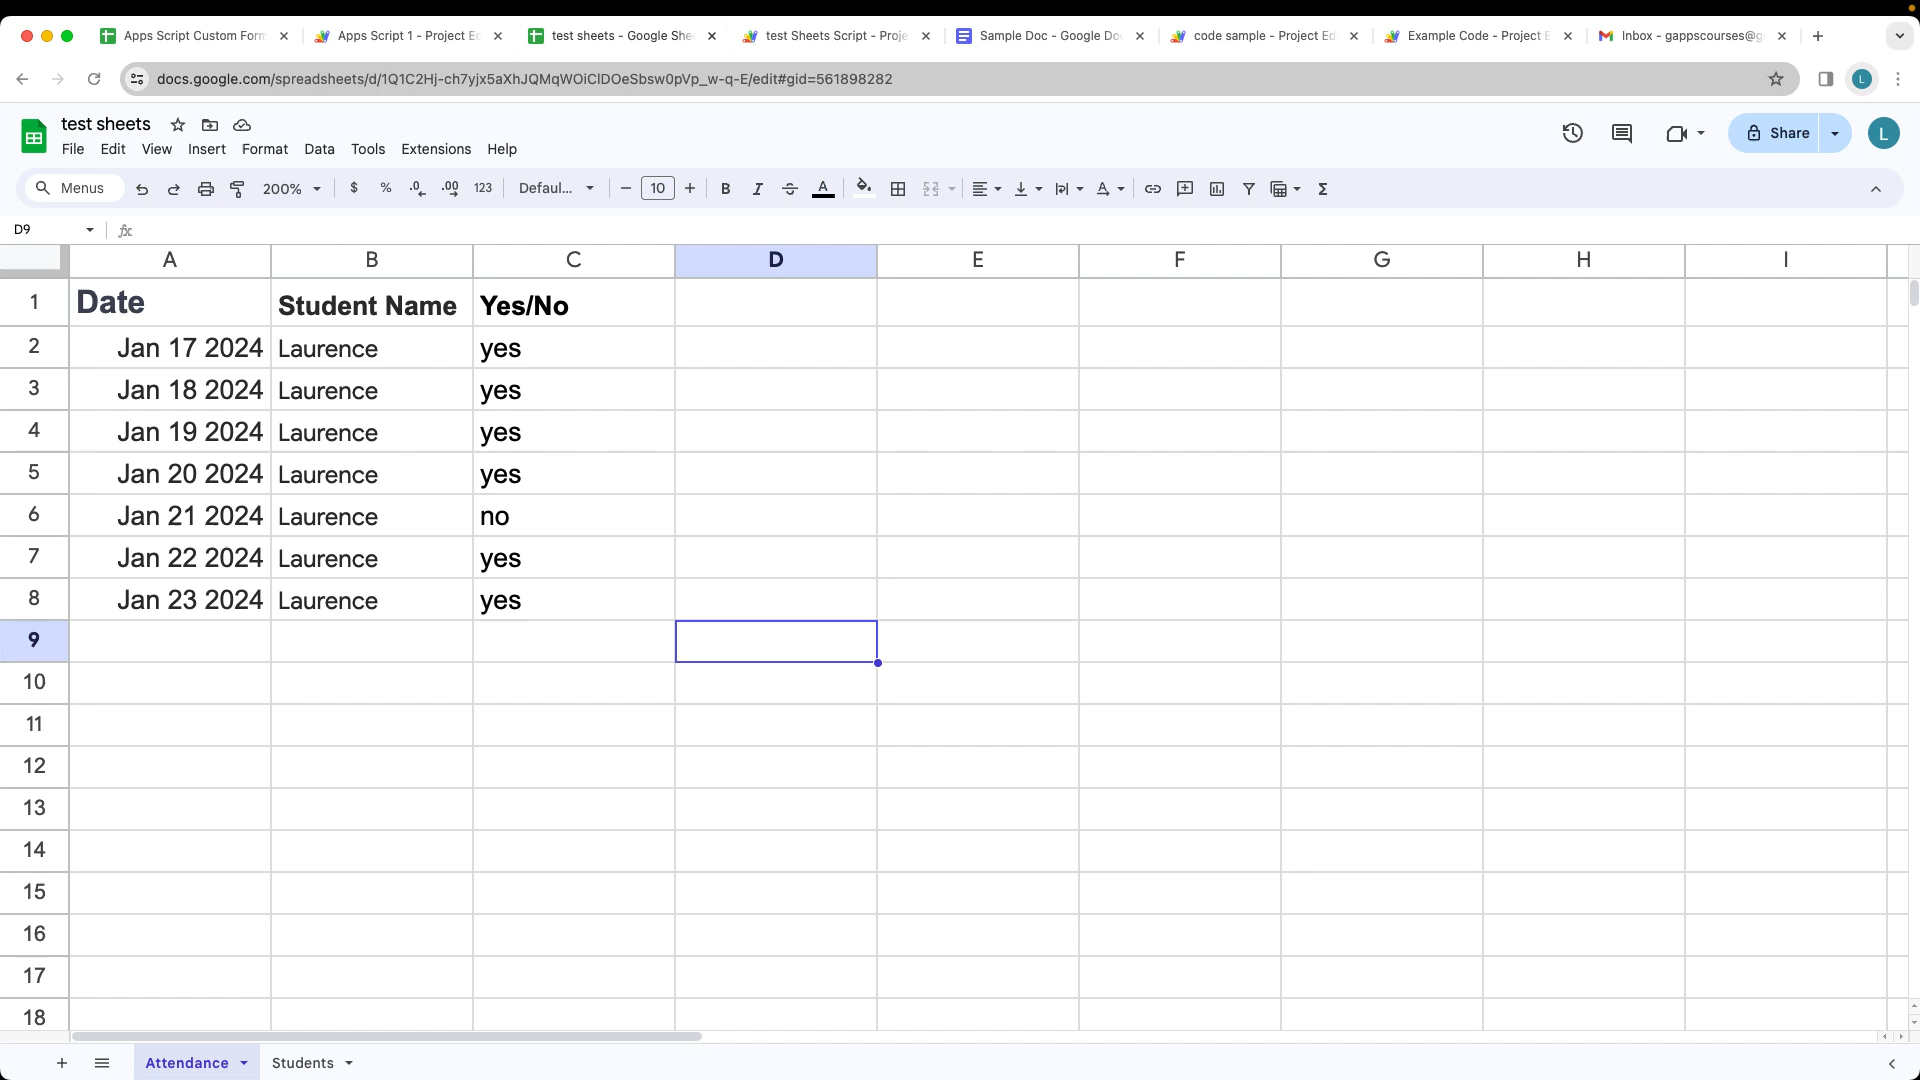 Apps Script Custom Form
Apps Script 1 - Project Ed
test sheets - Google She
test Sheets Script - Proje
Sample Doc - Google Do
code sample - Project Ed
Example Code - Project E
Inbox - gappscourses@g
docs.google.com/spreadsheets/d/1Q1C2Hj-ch7yjx5aXhJQMqWOiCIDOeSbsw0pVp_w-q-E/edit#gid=561898282
L
test sheets
File Edit View Insert Format Data Tools Extensions Help
Share
L
Menus 200% $ % .0 .00 123 Defaul... 10 B I A Σ
D9 fx
A B C D E F G H I
1 Date Student Name Yes/No
2 Jan 17 2024 Laurence yes
3 Jan 18 2024 Laurence yes
4 Jan 19 2024 Laurence yes
5 Jan 20 2024 Laurence yes
6 Jan 21 2024 Laurence no
7 Jan 22 2024 Laurence yes
8 Jan 23 2024 Laurence yes
9
10
11
12
13
14
15
16
17
18
Attendance Students